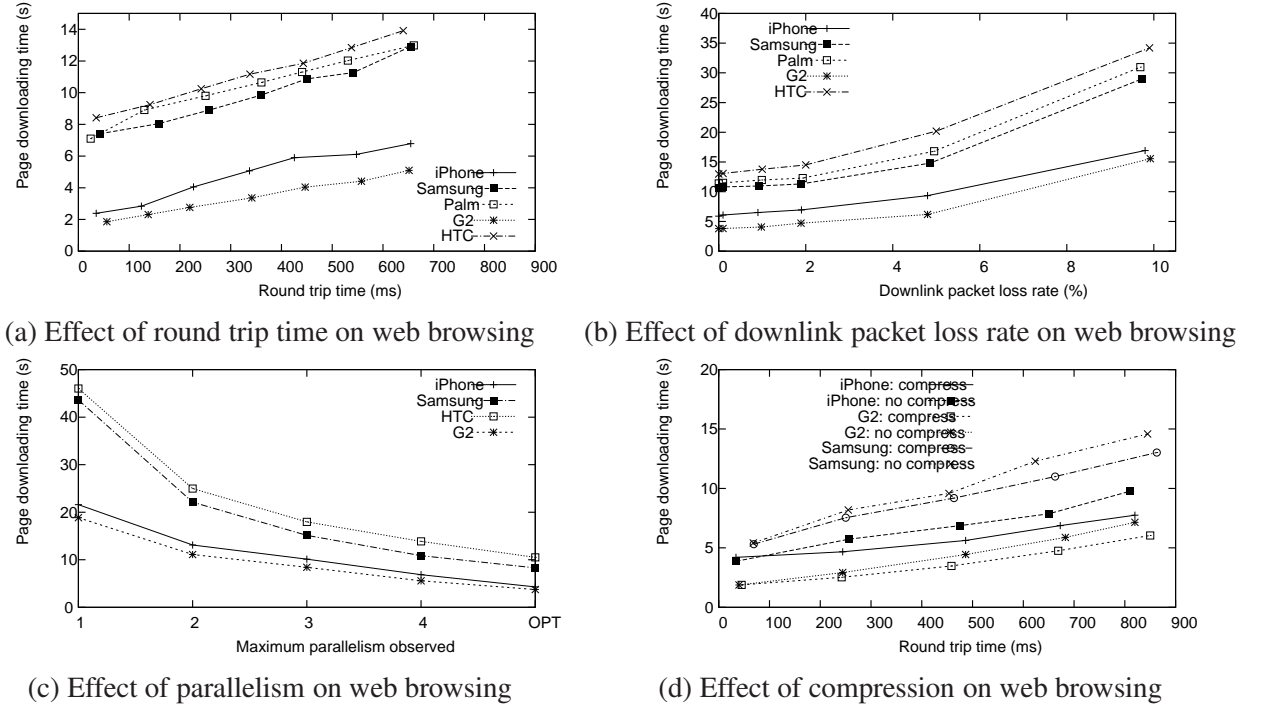 Page downloading time (s)
14
12
10
8
6
4
2
0
0 100 200 300 400 500 600 700 800 900
Round trip time (ms)
iPhone
Samsung
Palm
G2
HTC
(a) Effect of round trip time on web browsing
Page downloading time (s)
40
35
30
25
20
15
10
5
0
0 2 4 6 8 10
Downlink packet loss rate (%)
iPhone
Samsung
Palm
G2
HTC
(b) Effect of downlink packet loss rate on web browsing
Page downloading time (s)
50
40
30
20
10
0
1 2 3 4 OPT
Maximum parallelism observed
iPhone
Samsung
HTC
G2
(c) Effect of parallelism on web browsing
Page downloading time (s)
20
15
10
5
0
0 100 200 300 400 500 600 700 800 900
Round trip time (ms)
iPhone: compress
iPhone: no compress
G2: compress
G2: no compress
Samsung: compress
Samsung: no compress
(d) Effect of compression on web browsing